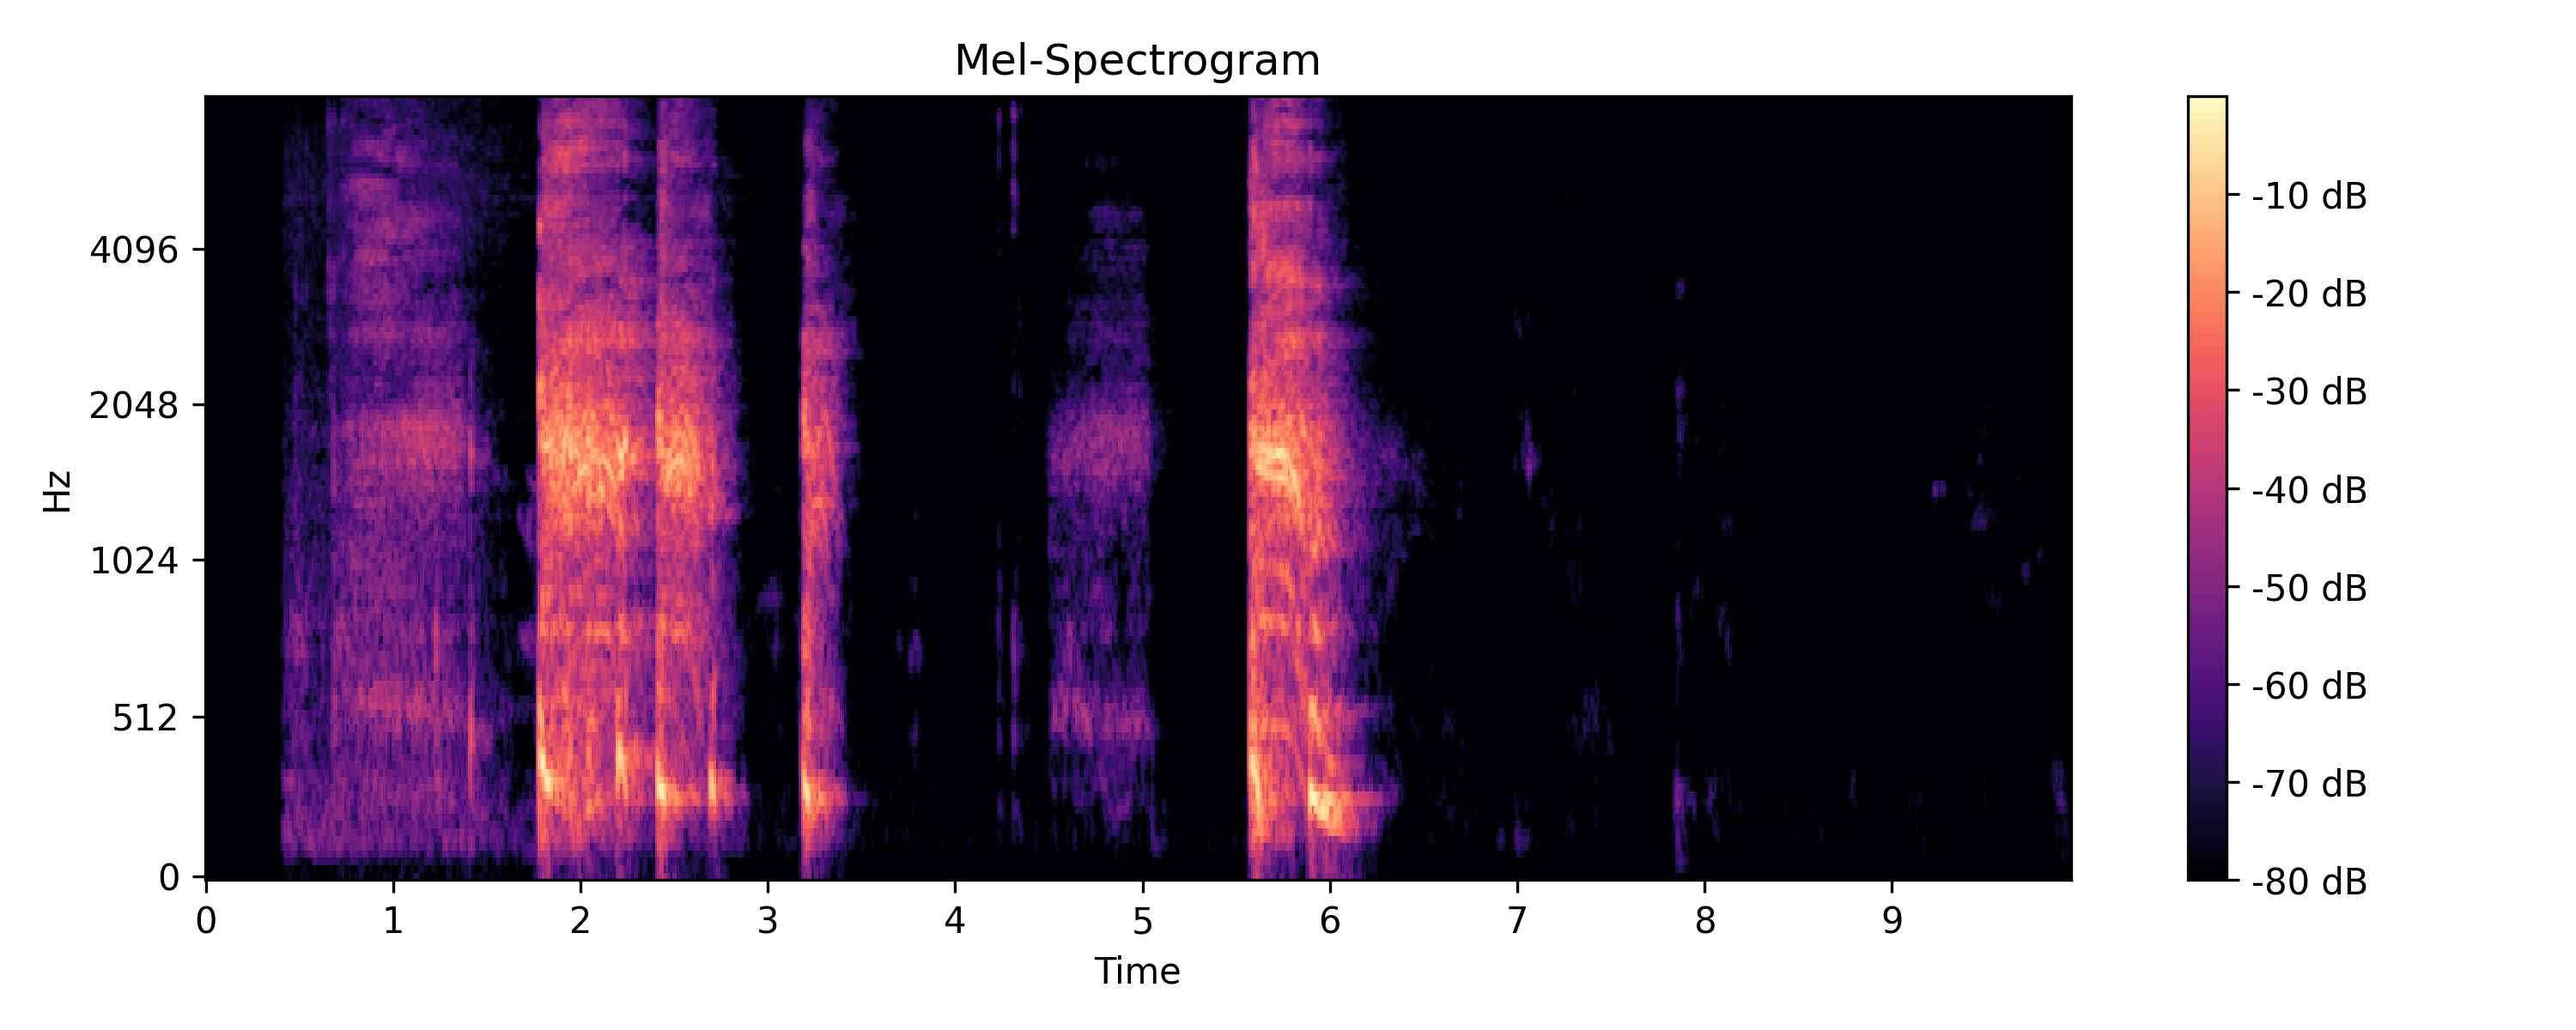 Mel-Spectrogram
Hz
4096
2048
1024
512
0
0 1 2 3 4 5 6 7 8 9
Time
-10 dB
-20 dB
-30 dB
-40 dB
-50 dB
-60 dB
-70 dB
-80 dB